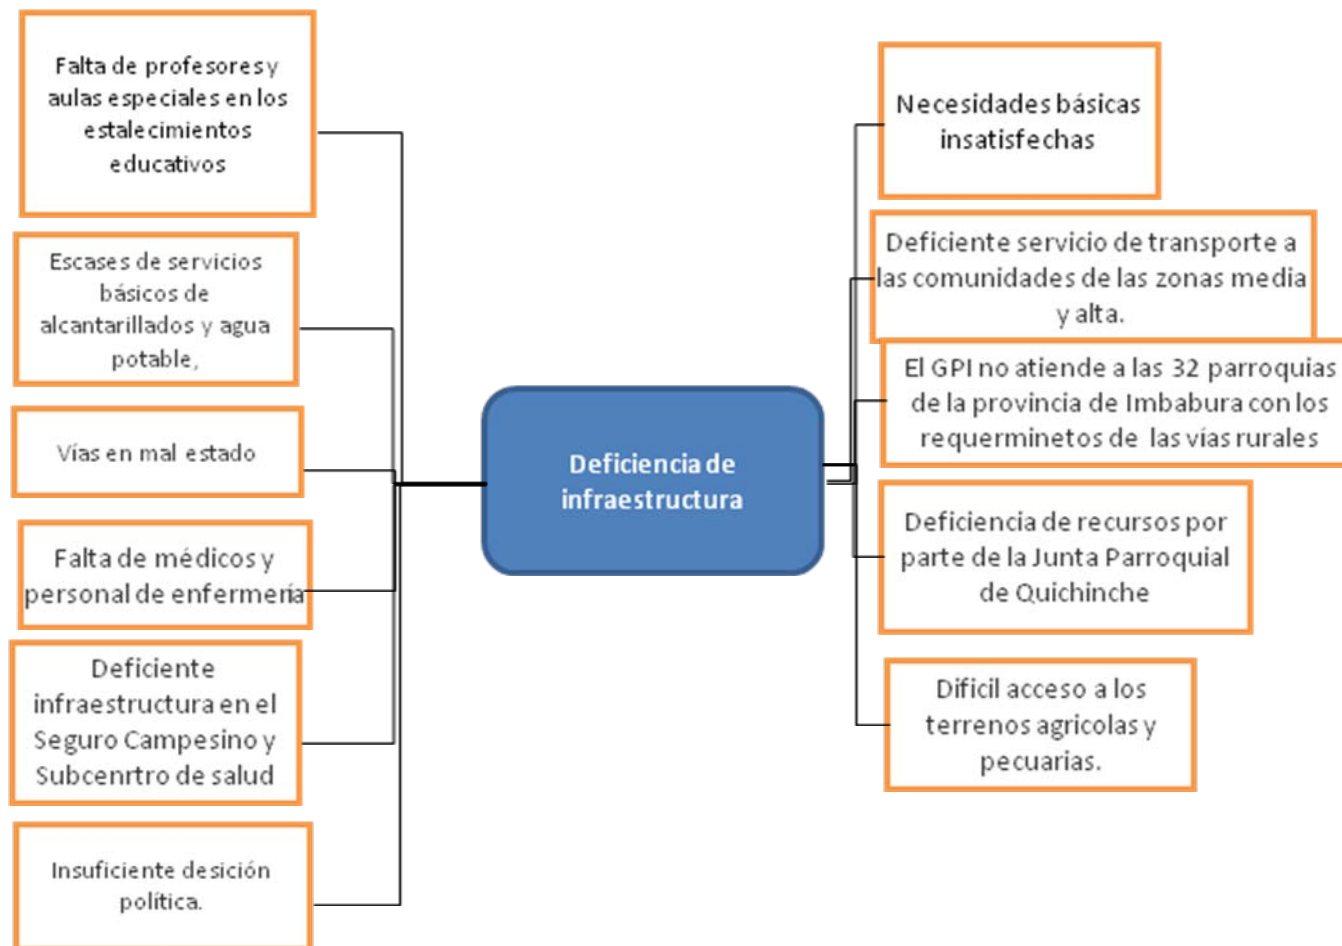 Falta de profesores y
aulas especiales en los
estalecimientos
educativos
Escases de servicios
básicos de
alcantarillados y agua
potable,
Vías en mal estado
Falta de médicos y
personal de enfermería
Deficiente
infraestructura en el
Seguro Campesino y
Subcenrtro de salud
Insuficiente desición
política.
Deficiencia de
infraestructura
Necesidades básicas
insatisfechas
Deficiente servicio de transporte a
las comunidades de las zonas media
y alta.
El GPI no atiende a las 32 parroquias
de la provincia de Imbabura con los
requerminetos de las vías rurales
Deficiencia de recursos por
parte de la Junta Parroquial
de Quichinche
Dificil acceso a los
terrenos agricolas y
pecuarias.